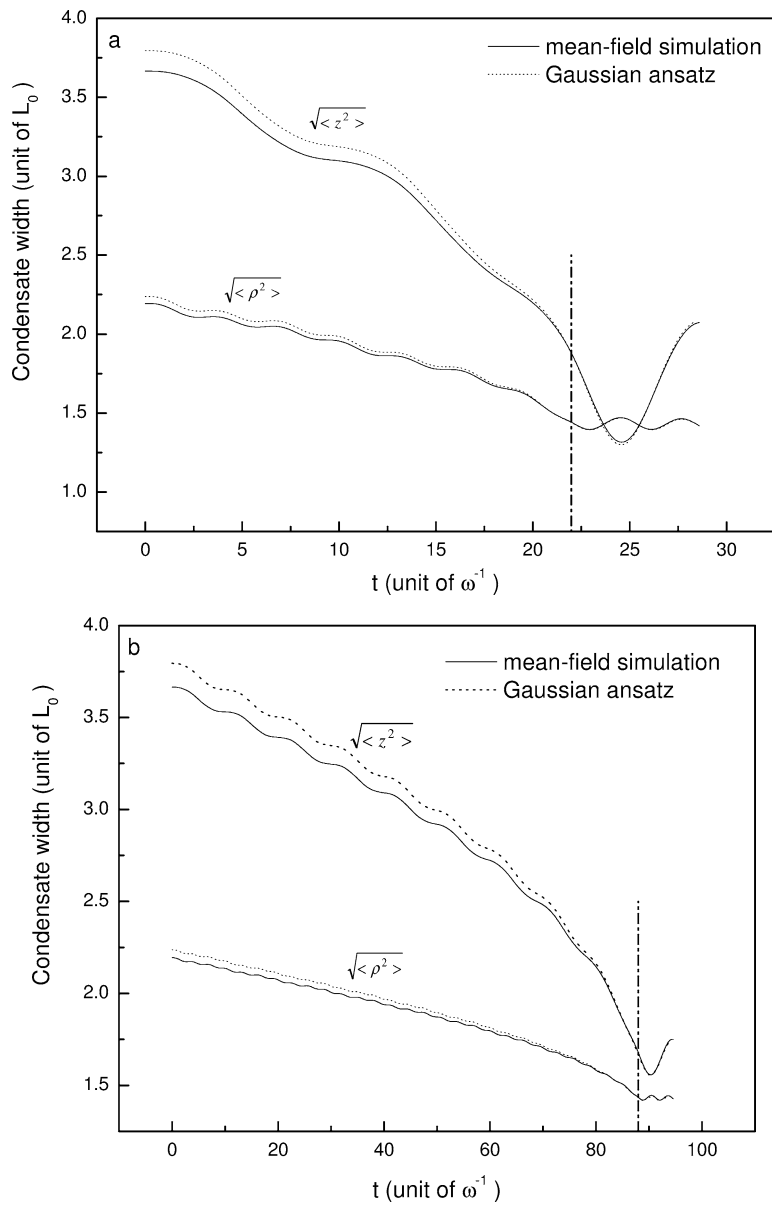 a
mean-field simulation
Gaussian ansatz
√<z²>
√<ρ²>
Condensate width (unit of L₀)
4.0
3.5
3.0
2.5
2.0
1.5
1.0
0 5 10 15 20 25 30
t (unit of ω⁻¹)
b
mean-field simulation
Gaussian ansatz
√<z²>
√<ρ²>
Condensate width (unit of L₀)
4.0
3.5
3.0
2.5
2.0
1.5
0 20 40 60 80 100
t (unit of ω⁻¹)